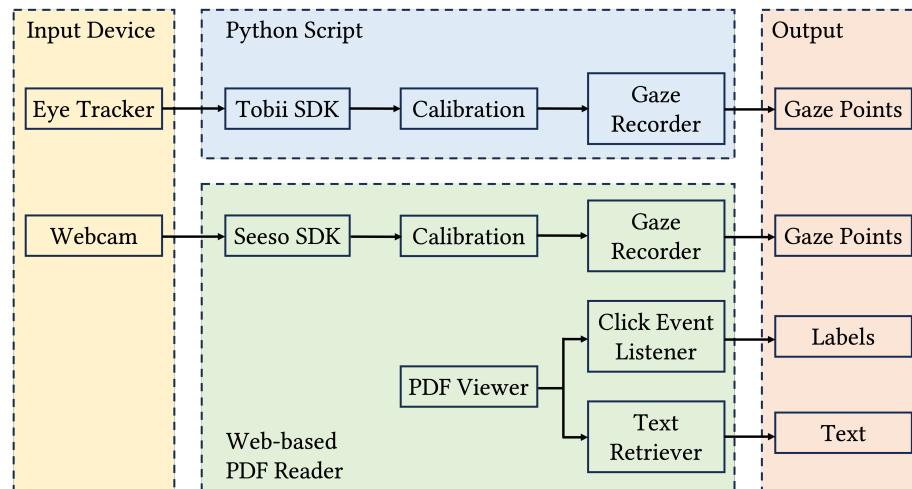 Input Device
Python Script
Output
Eye Tracker
Tobii SDK
Calibration
Gaze
Recorder
Gaze Points
Webcam
Seeso SDK
Calibration
Gaze
Recorder
Gaze Points
Click Event
Listener
Labels
PDF Viewer
Text
Retriever
Text
Web-based
PDF Reader